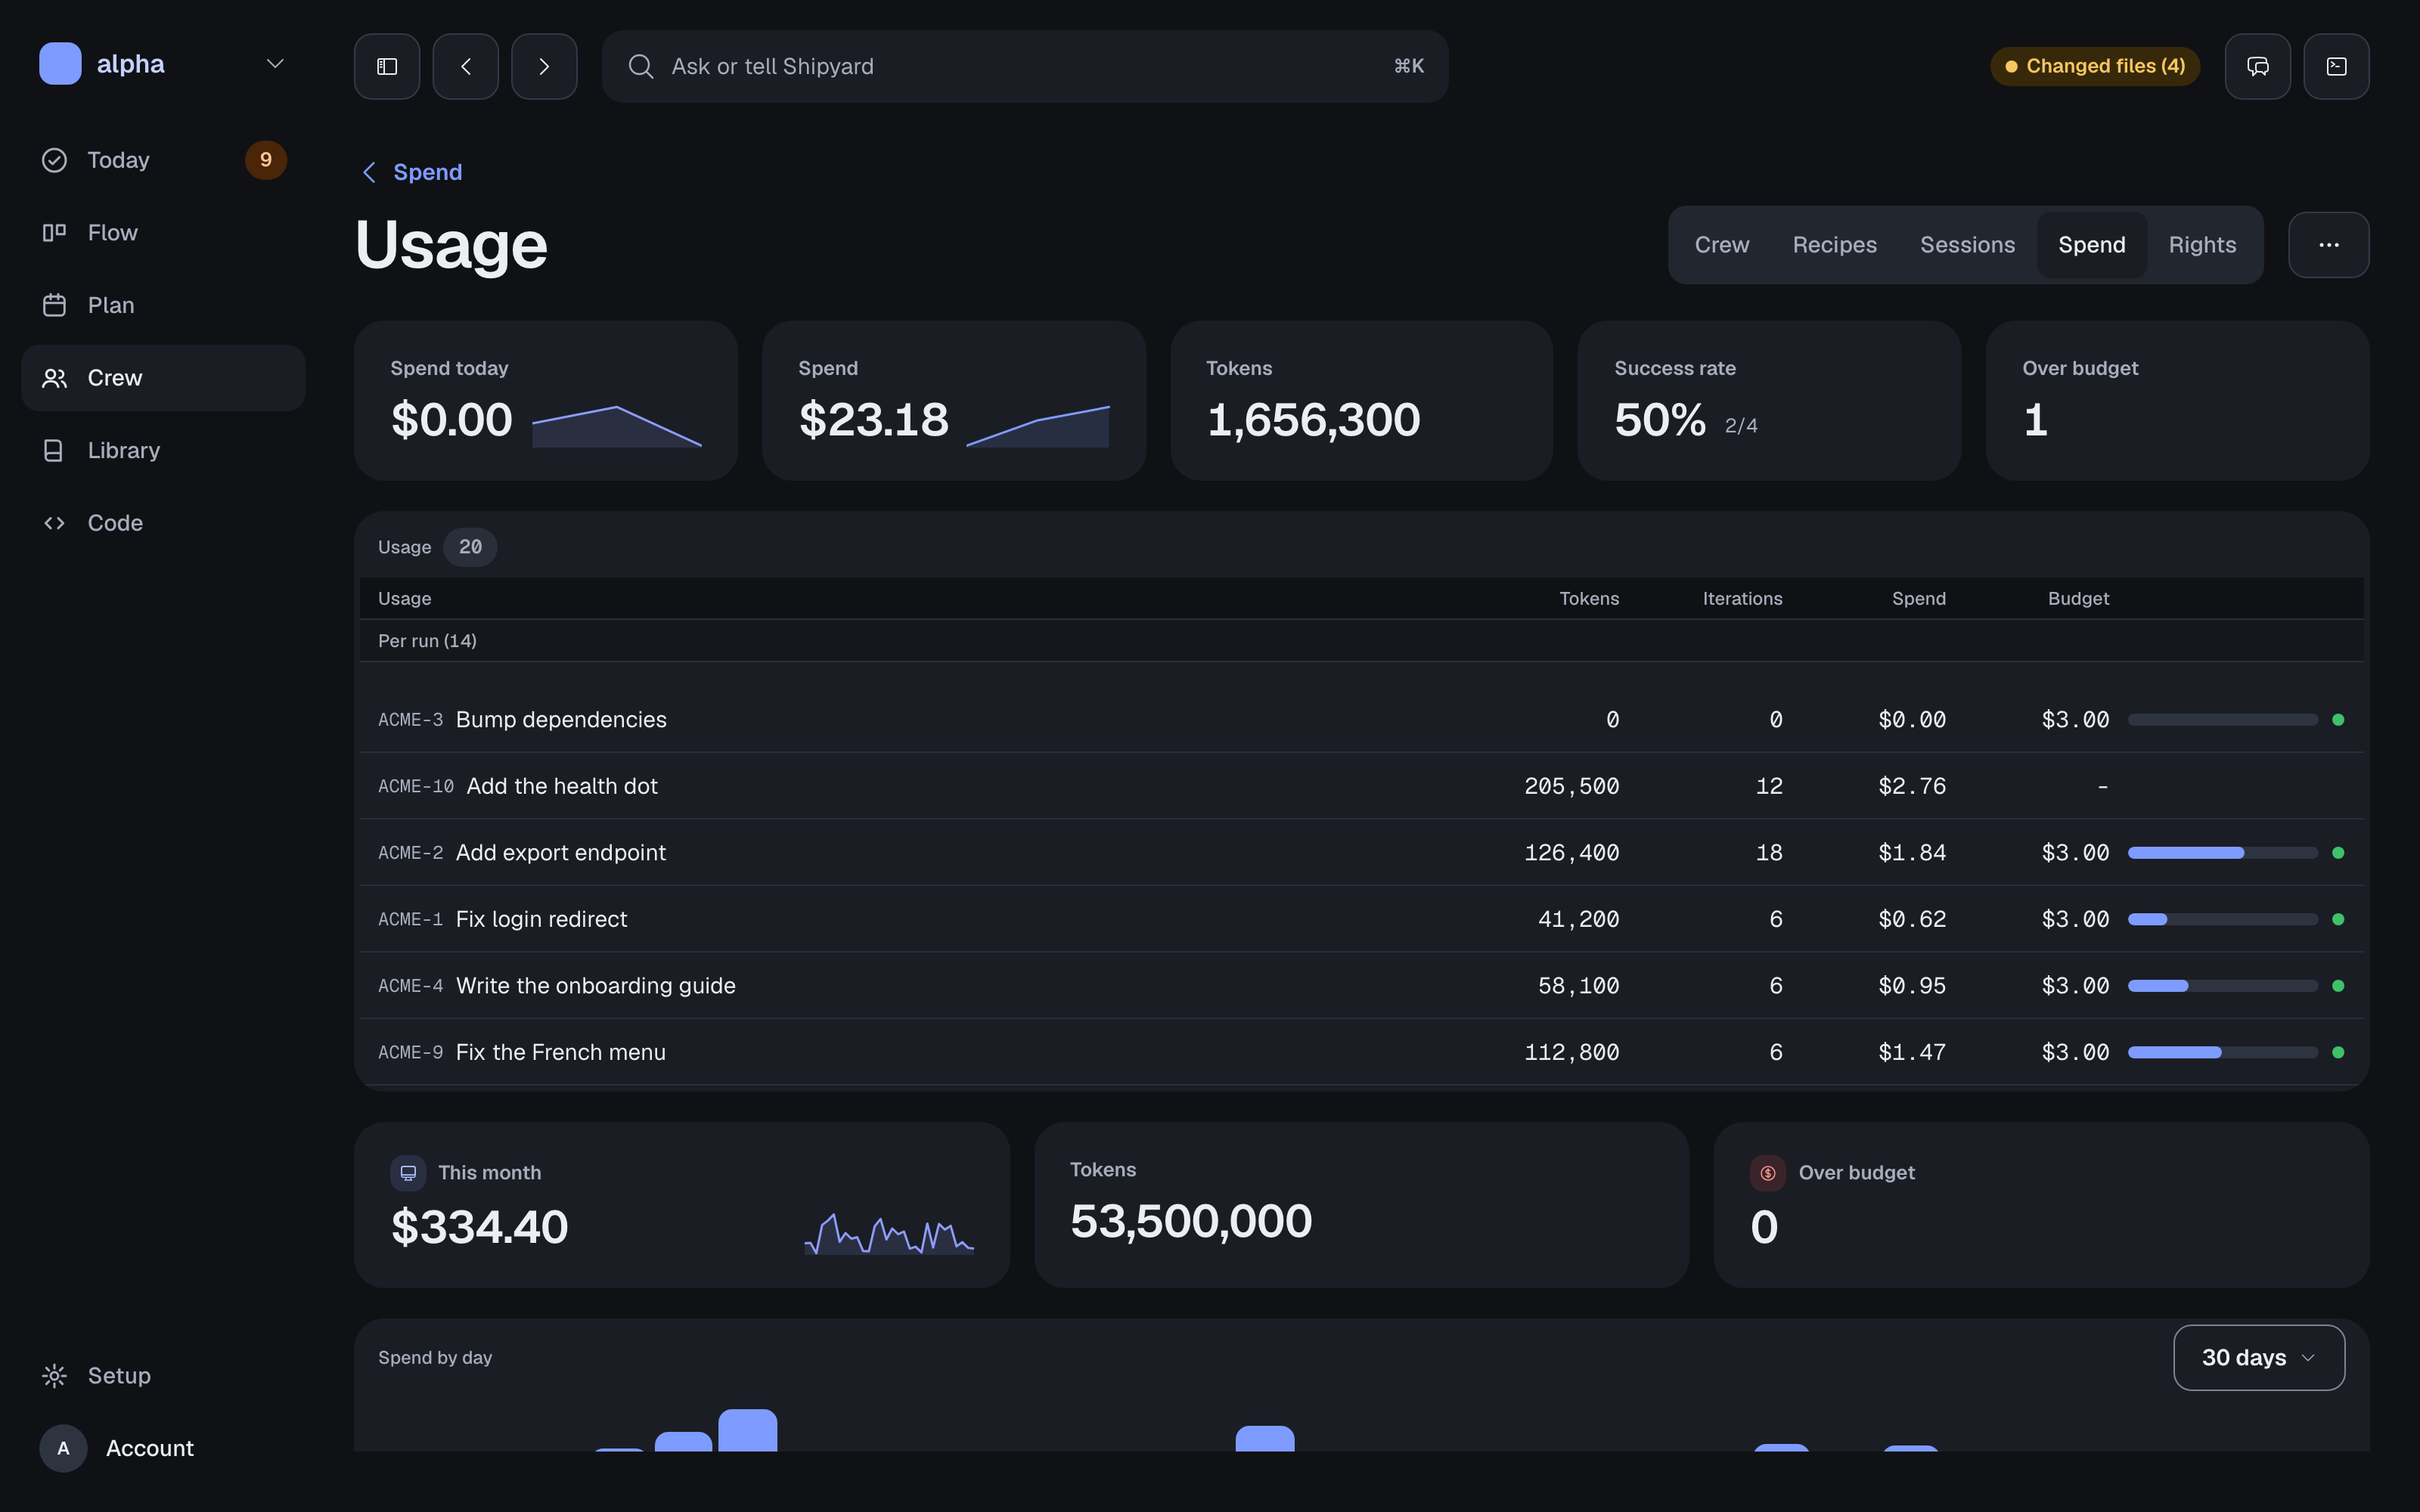 alpha
Ask or tell Shipyard ⌘K
Changed files (4)
Today 9
Flow
Plan
Crew
Library
Code
Setup
A Account
Spend
Usage
Crew Recipes Sessions Spend Rights
Spend today
$0.00
Spend
$23.18
Tokens
1,656,300
Success rate
50% 2/4
Over budget
1
Usage 20
Usage Tokens Iterations Spend Budget
Per run (14)
ACME-3 Bump dependencies 0 0 $0.00 $3.00
ACME-10 Add the health dot 205,500 12 $2.76 -
ACME-2 Add export endpoint 126,400 18 $1.84 $3.00
ACME-1 Fix login redirect 41,200 6 $0.62 $3.00
ACME-4 Write the onboarding guide 58,100 6 $0.95 $3.00
ACME-9 Fix the French menu 112,800 6 $1.47 $3.00
This month
$334.40
Tokens
53,500,000
Over budget
0
Spend by day 30 days